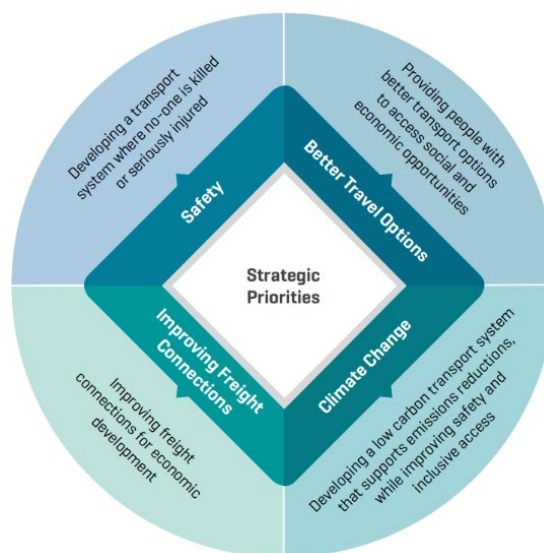 Developing a transport
system where no-one is killed
or seriously injured
Safety
Providing people with
better transport options
to access social and
economic opportunities
Better Travel Options
Strategic
Priorities
Improving Freight
Connections
Improving freight
connections for economic
development
Climate Change
Developing a low carbon transport system
that supports emissions reductions,
while improving safety and
inclusive access